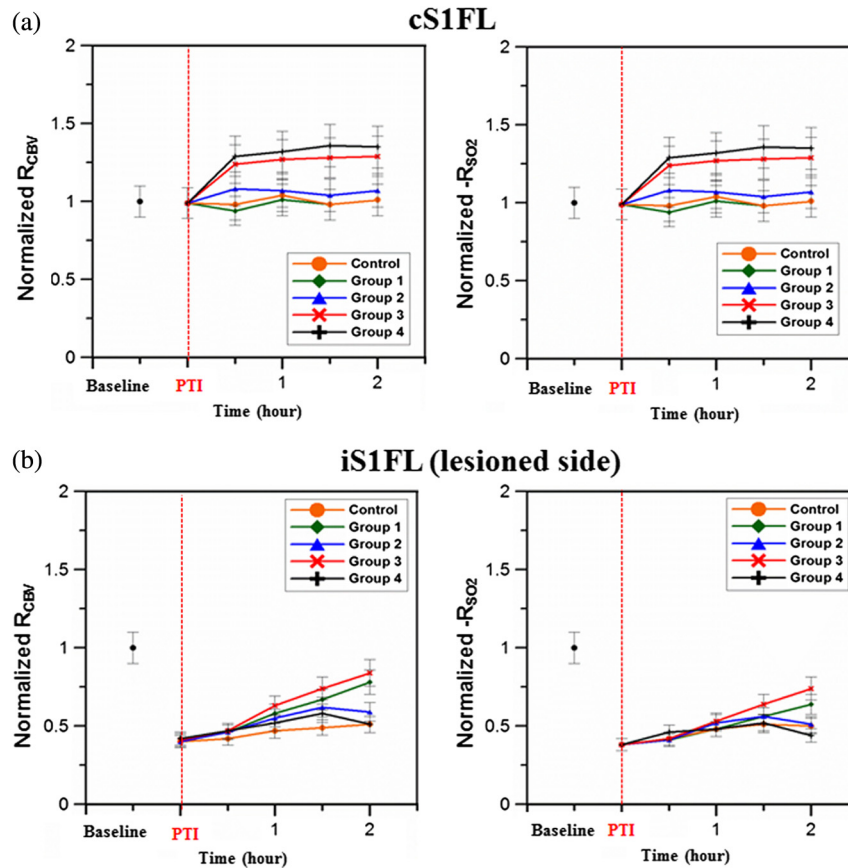 (a)
cS1FL
2
1.5
1
0.5
0
Normalized R_CBV
Control
Group 1
Group 2
Group 3
Group 4
Baseline PTI 1 2
Time (hour)
2
1.5
1
0.5
0
Normalized -R_SO2
Control
Group 1
Group 2
Group 3
Group 4
Baseline PTI 1 2
Time (hour)
(b)
iS1FL (lesioned side)
2
1.5
1
0.5
0
Normalized R_CBV
Control
Group 1
Group 2
Group 3
Group 4
Baseline PTI 1 2
Time (hour)
2
1.5
1
0.5
0
Normalized -R_SO2
Control
Group 1
Group 2
Group 3
Group 4
Baseline PTI 1 2
Time (hour)